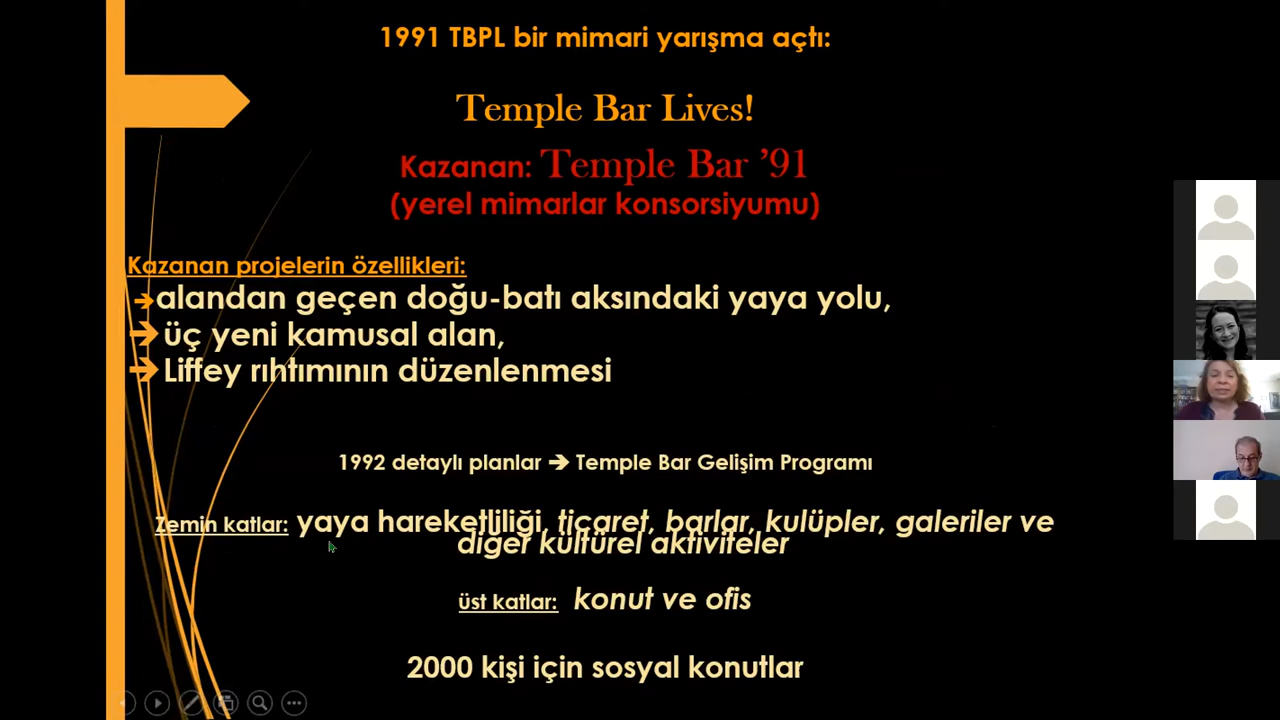 1991 TBPL bir mimari yarışma açtı:
Temple Bar Lives!
Kazanan: Temple Bar ’91
(yerel mimarlar konsorsiyumu)
Kazanan projelerin özellikleri:
➔alandan geçen doğu-batı aksındaki yaya yolu,
➔ üç yeni kamusal alan,
➔ Liffey rıhtımının düzenlenmesi
1992 detaylı planlar ➔ Temple Bar Gelişim Programı
Zemin katlar: yaya hareketliliği, ticaret, barlar, kulüpler, galeriler ve
diğer kültürel aktiviteler
üst katlar: konut ve ofis
2000 kişi için sosyal konutlar